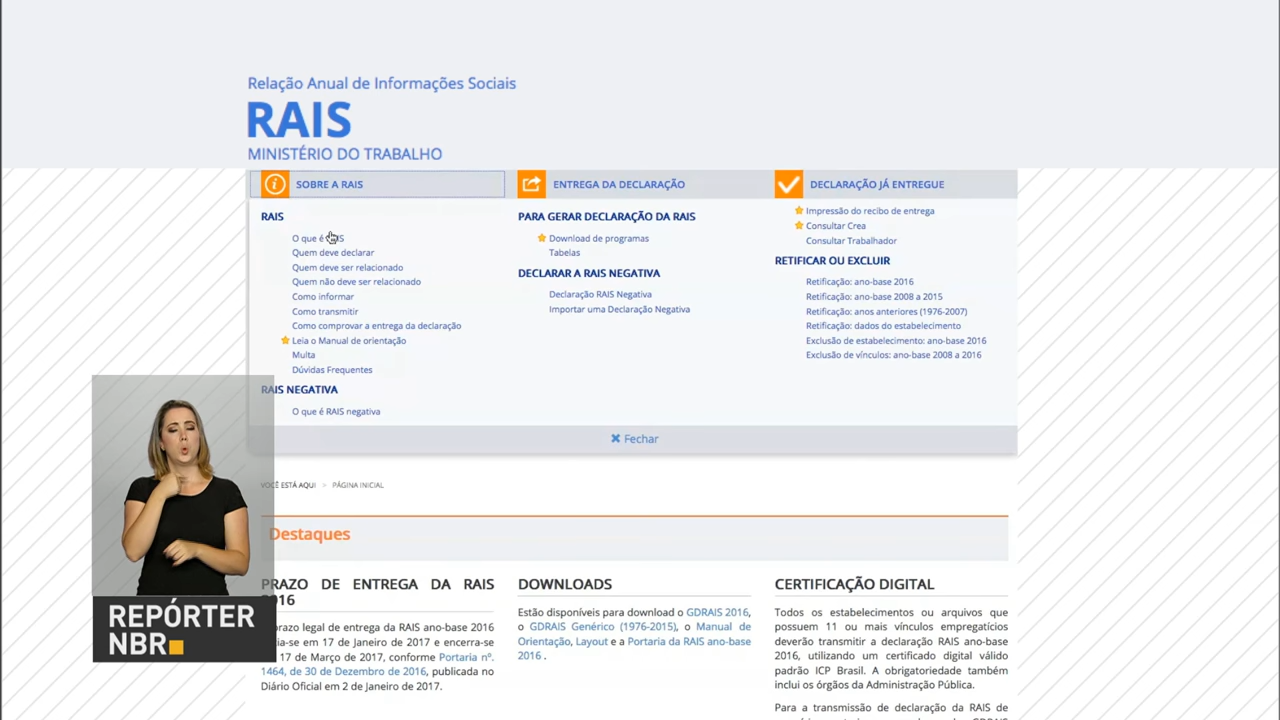 Relação Anual de Informações Sociais
RAIS
MINISTÉRIO DO TRABALHO
SOBRE A RAIS
RAIS
O que é
Quem deve declarar
Quem deve ser relacionado
Quem não deve ser relacionado
Como informar
Como transmitir
Como comprovar a entrega da declaração
Leia o Manual de orientação
Multa
Dúvidas Frequentes
RAIS NEGATIVA
O que é RAIS negativa
ENTREGA DA DECLARAÇÃO
PARA GERAR DECLARAÇÃO DA RAIS
Download de programas
Tabelas
DECLARAR A RAIS NEGATIVA
Declaração RAIS Negativa
Importar uma Declaração Negativa
DECLARAÇÃO JÁ ENTREGUE
Impressão do recibo de entrega
Consultar Crea
Consultar Trabalhador
RETIFICAR OU EXCLUIR
Retificação: ano-base 2016
Retificação: ano-base 2008 a 2015
Retificação: anos anteriores (1976-2007)
Retificação: dados do estabelecimento
Exclusão de estabelecimento: ano-base 2016
Exclusão de vínculos: ano-base 2008 a 2016
Fechar
VOCÊ ESTÁ AQUI > PÁGINA INICIAL
Destaques
PRAZO DE ENTREGA DA RAIS
2016
prazo legal de entrega da RAIS ano-base 2016
em 17 de Janeiro de 2017 e encerra-se
17 de Março de 2017, conforme Portaria nº.
1464, de 30 de Dezembro de 2016, publicada no
Diário Oficial em 2 de Janeiro de 2017.
DOWNLOADS
Estão disponíveis para download o GDRAIS 2016,
o GDRAIS Genérico (1976-2015), o Manual de
Orientação, Layout e a Portaria da RAIS ano-base
2016 .
CERTIFICAÇÃO DIGITAL
Todos os estabelecimentos ou arquivos que
possuem 11 ou mais vínculos empregatícios
deverão transmitir a declaração RAIS ano-base
2016, utilizando um certificado digital válido
padrão ICP Brasil. A obrigatoriedade também
inclui os órgãos da Administração Pública.
Para a transmissão de declaração da RAIS de
REPÓRTER
NBR